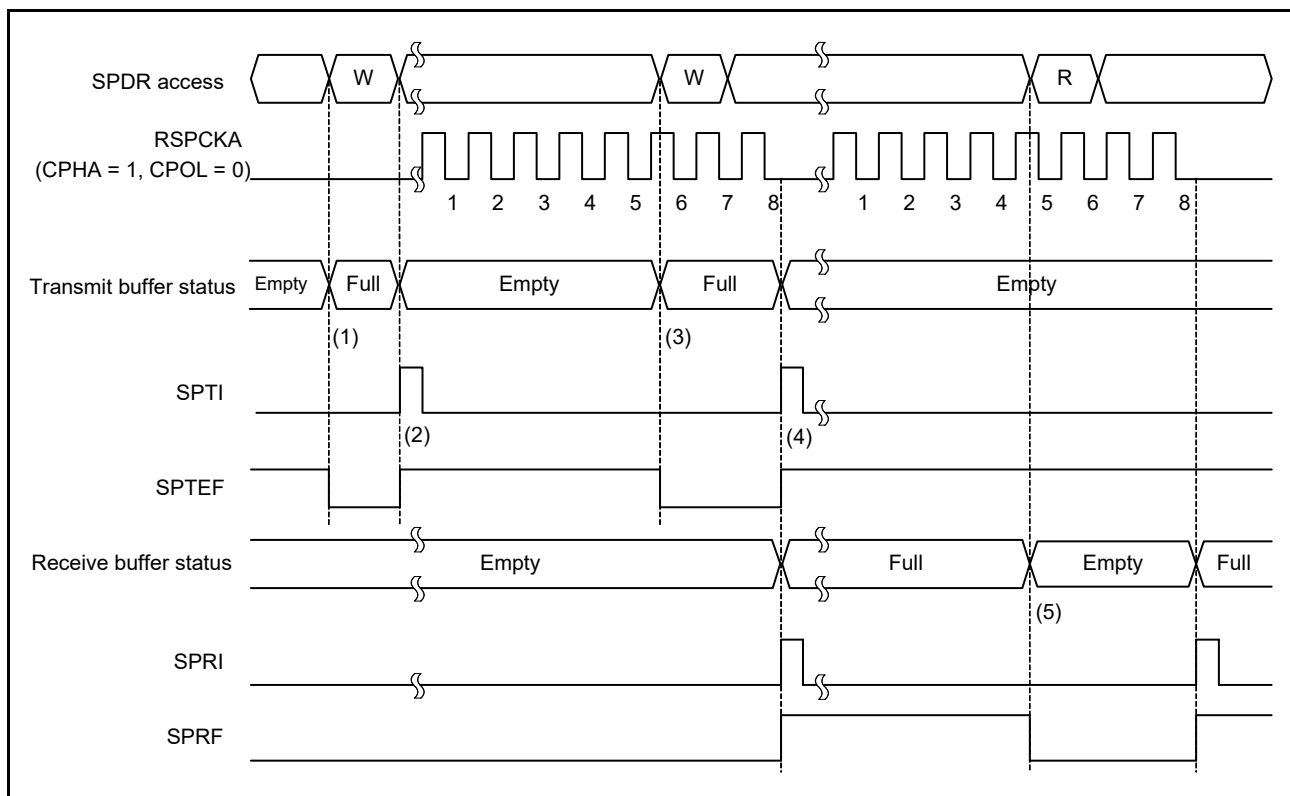 SPDR access W W R
RSPCKA
(CPHA = 1, CPOL = 0)
1 2 3 4 5 6 7 8 1 2 3 4 5 6 7 8
Transmit buffer status Empty Full Empty Full Empty
(1) (3)
SPTI
(2) (4)
SPTEF
Receive buffer status Empty Full Empty Full
(5)
SPRI
SPRF